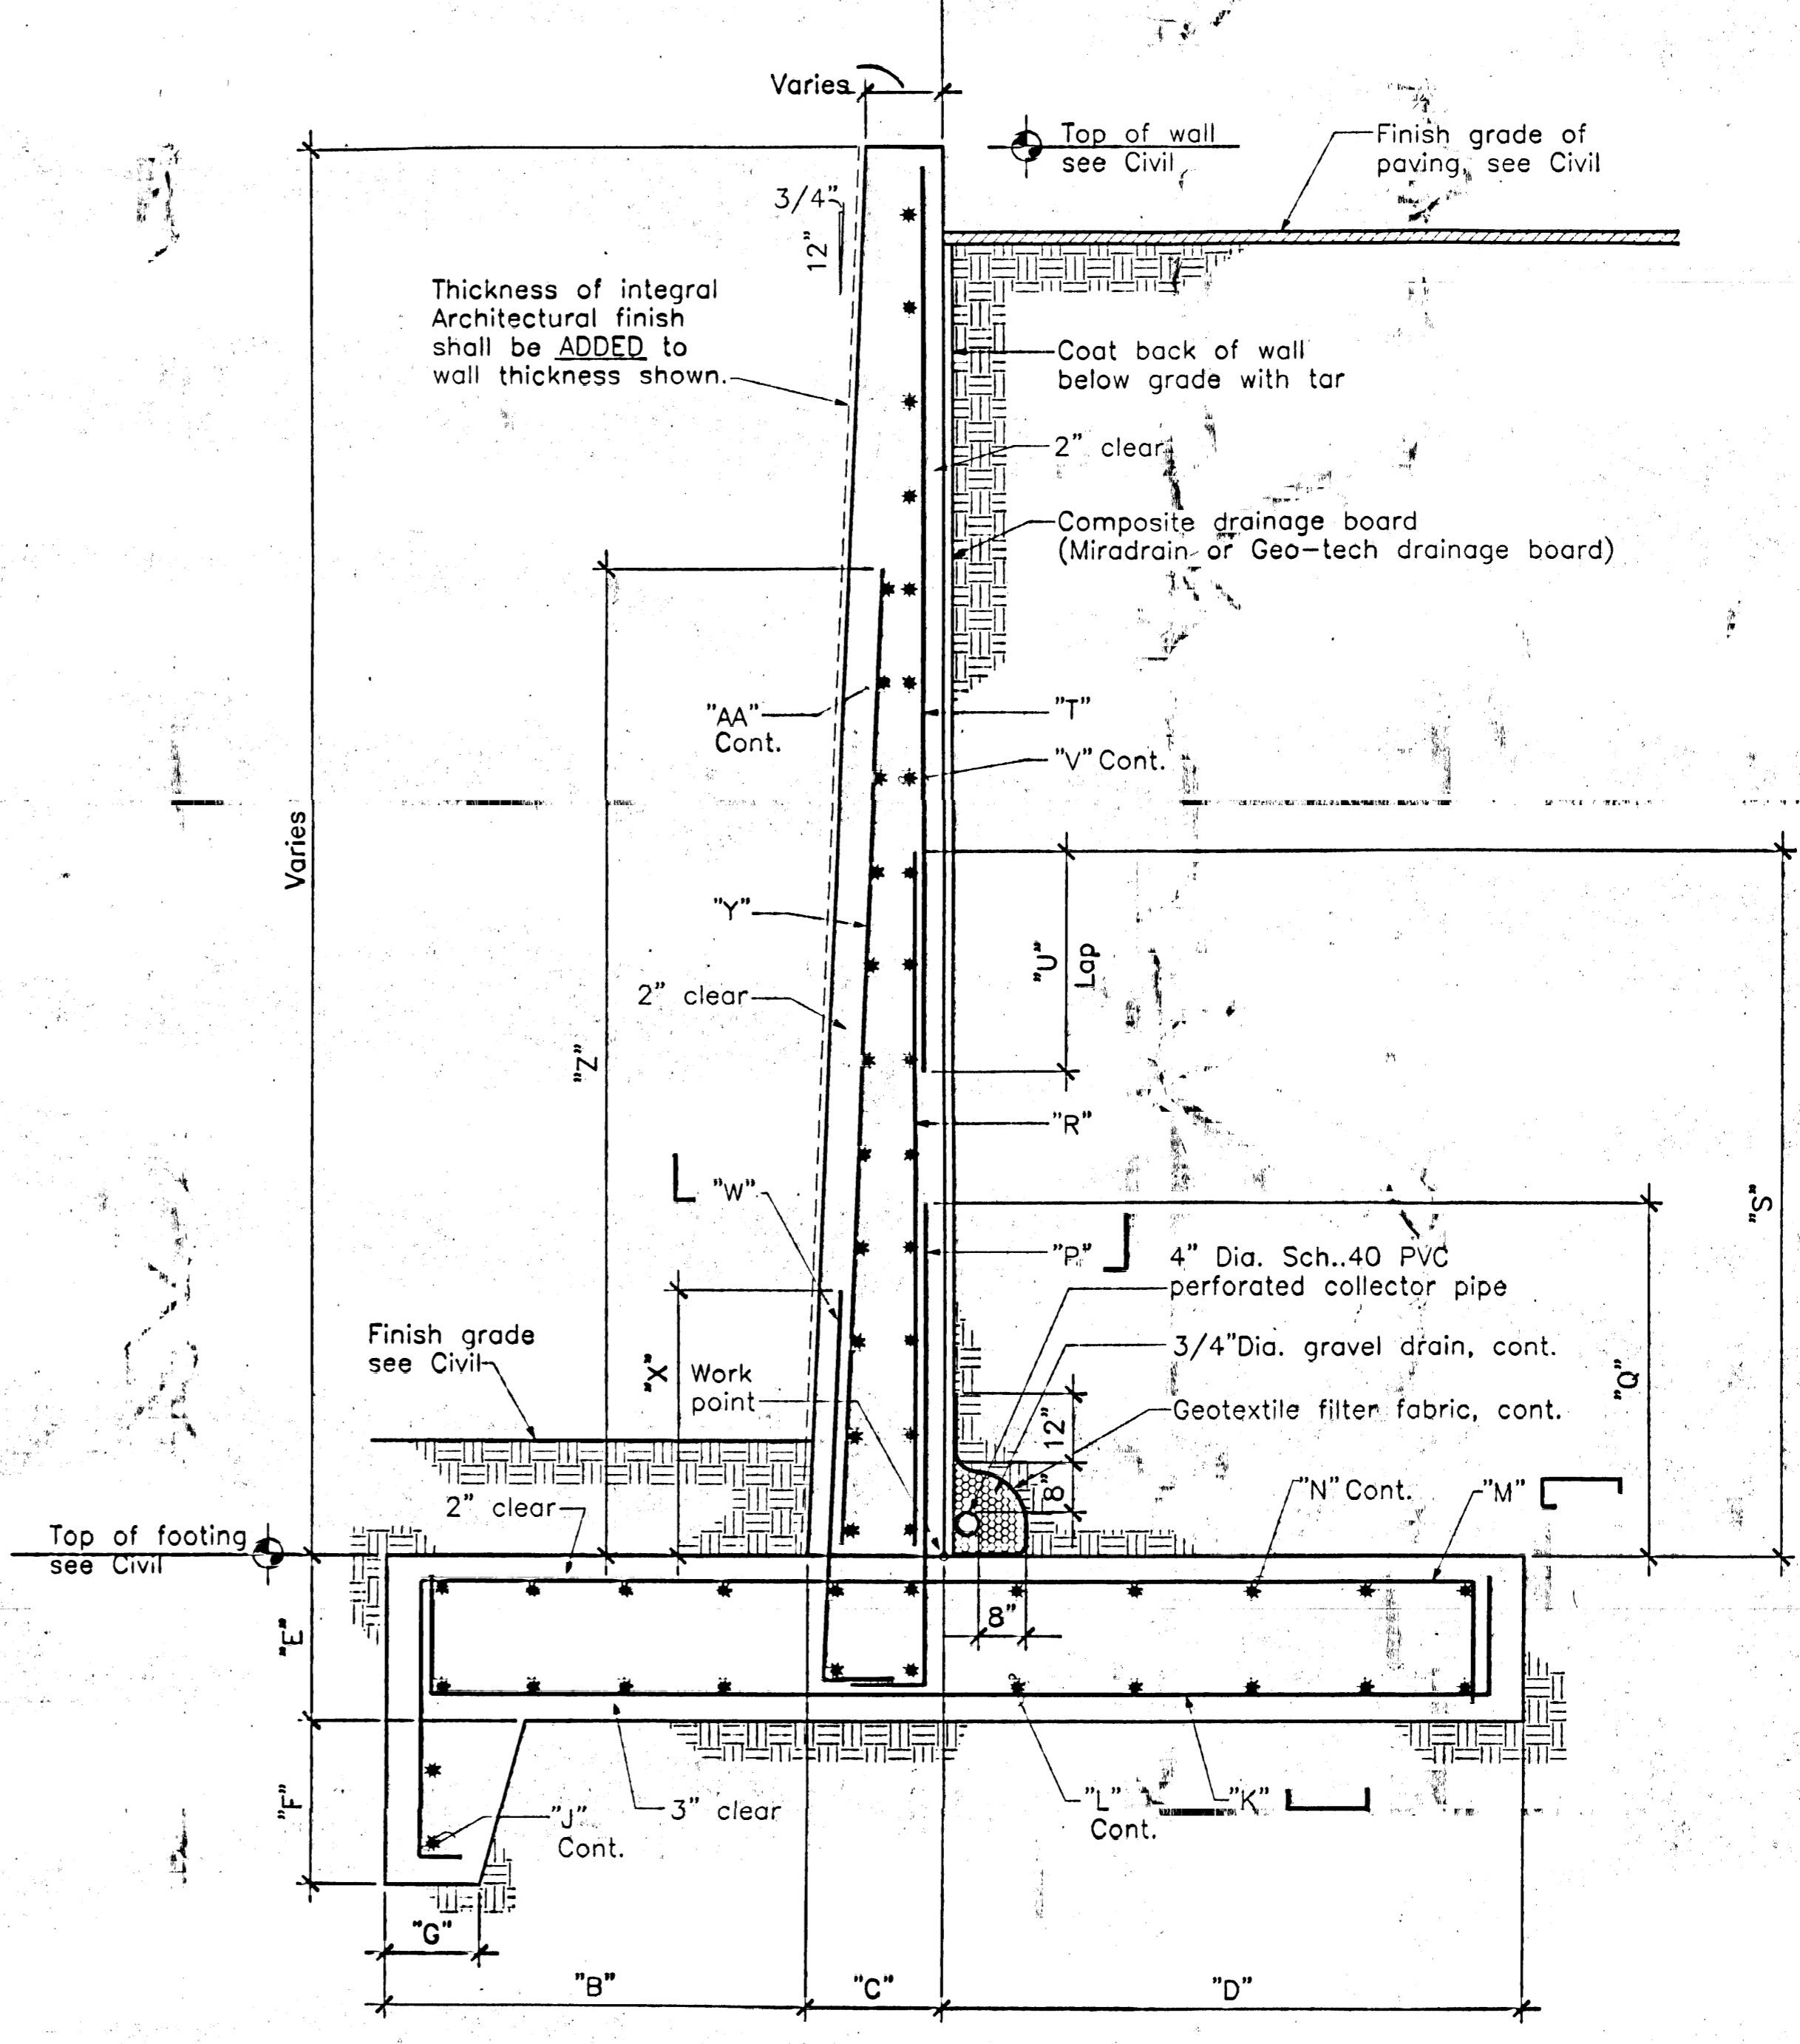 Varies
Top of wall
see Civil
Finish grade of
paving, see Civil
3/4"
12"
Thickness of integral
Architectural finish
shall be ADDED to
wall thickness shown.
Coat back of wall
below grade with tar
2" clear
Composite drainage board
(Miradrain or Geo-tech drainage board)
"AA"
Cont.
"T"
"V" Cont.
Varies
"Y"
"U"
Lap
2" clear
"Z"
"R"
"W"
"S"
"P"
4" Dia. Sch..40 PVC
perforated collector pipe
Finish grade
see Civil
"X"
Work
point
3/4"Dia. gravel drain, cont.
"Q"
12"
Geotextile filter fabric, cont.
8"
2" clear
"N" Cont.
"M"
Top of footing
see Civil
8"
"E"
"F"
"J"
Cont.
3" clear
"L"
Cont.
"K"
"G"
"B"
"C"
"D"